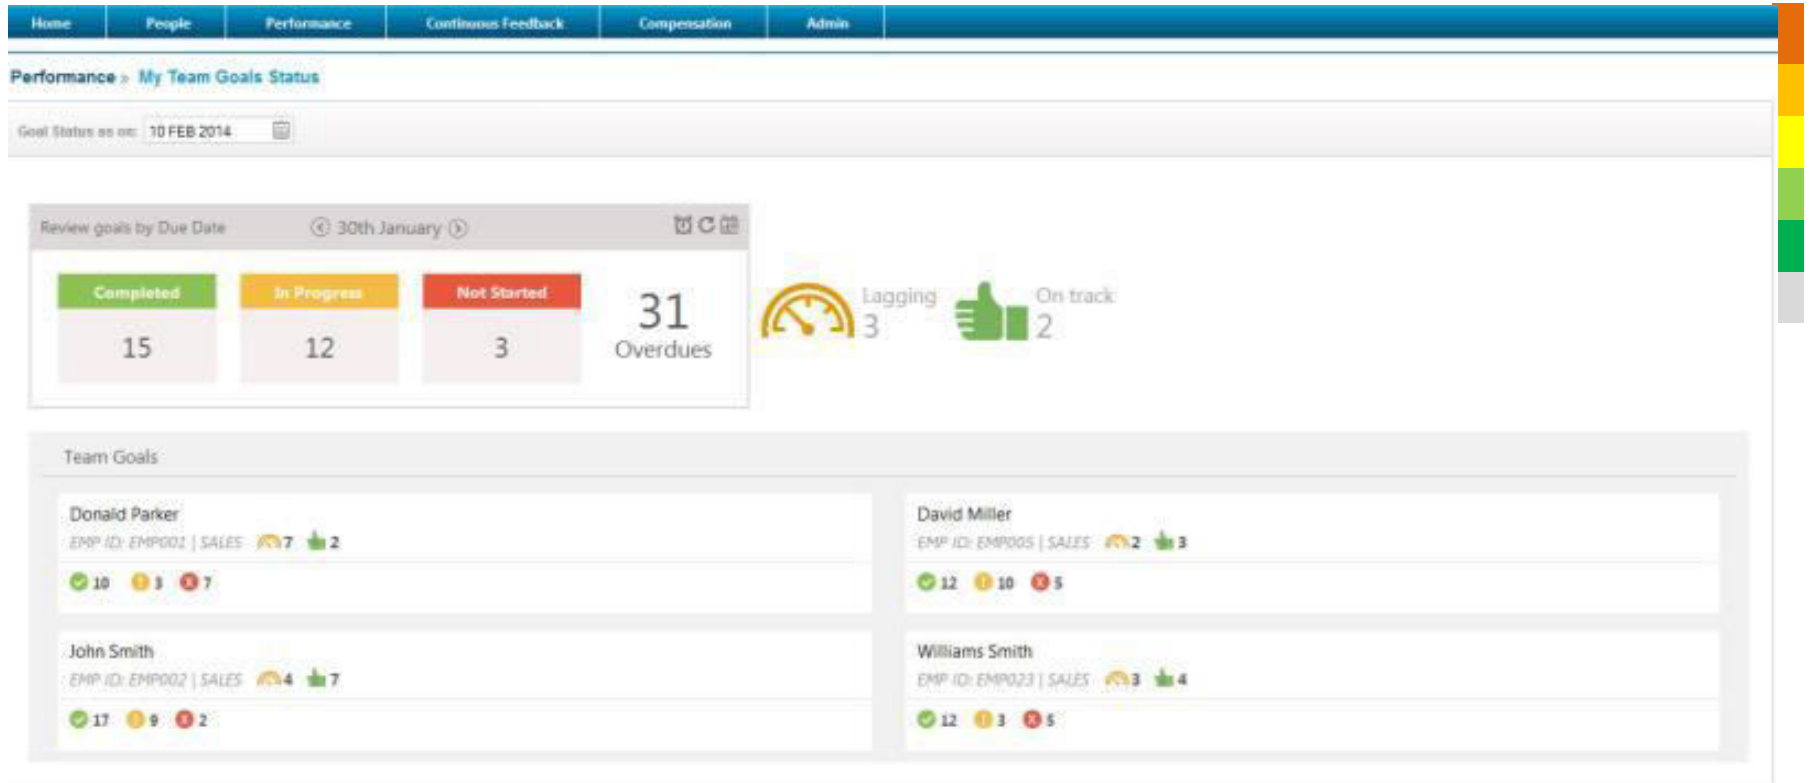 Home People Performance Continuous Feedback Compensation Admin
Performance » My Team Goals Status
Goal Status as on: 10 FEB 2014
Review goals by Due Date 30th January
Completed In Progress Not Started
15 12 3
31
Overdues
Lagging
3
On track
2
Team Goals
Donald Parker
EMP ID: EMP001 | SALES 7 2
10 3 7
David Miller
EMP ID: EMP005 | SALES 2 3
12 10 5
John Smith
EMP ID: EMP002 | SALES 4 7
17 9 2
Williams Smith
EMP ID: EMP023 | SALES 3 4
12 3 5